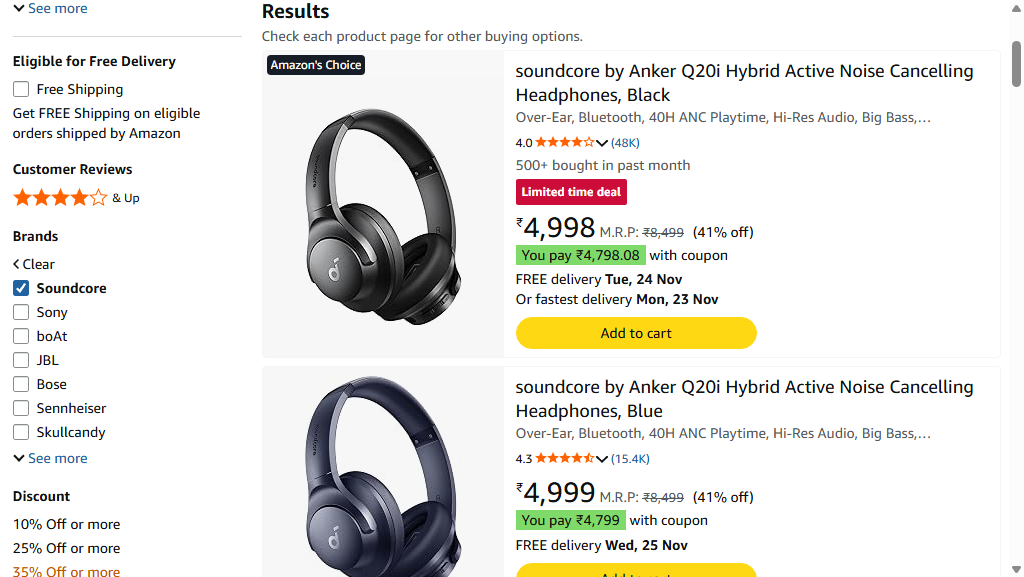 See more
Eligible for Free Delivery
Free Shipping
Get FREE Shipping on eligible
orders shipped by Amazon
Customer Reviews
& Up
Brands
Clear
Soundcore
Sony
boAt
JBL
Bose
Sennheiser
Skullcandy
See more
Discount
10% Off or more
25% Off or more
35% Off or more
Results
Check each product page for other buying options.
Amazon's Choice
soundcore
soundcore by Anker Q20i Hybrid Active Noise Cancelling
Headphones, Black
Over-Ear, Bluetooth, 40H ANC Playtime, Hi-Res Audio, Big Bass,...
4.0 (48K)
500+ bought in past month
Limited time deal
₹4,998 M.R.P: ₹8,499 (41% off)
You pay ₹4,798.08 with coupon
FREE delivery Tue, 24 Nov
Or fastest delivery Mon, 23 Nov
Add to cart
soundcore
soundcore by Anker Q20i Hybrid Active Noise Cancelling
Headphones, Blue
Over-Ear, Bluetooth, 40H ANC Playtime, Hi-Res Audio, Big Bass,...
4.3 (15.4K)
₹4,999 M.R.P: ₹8,499 (41% off)
You pay ₹4,799 with coupon
FREE delivery Wed, 25 Nov
Add to cart